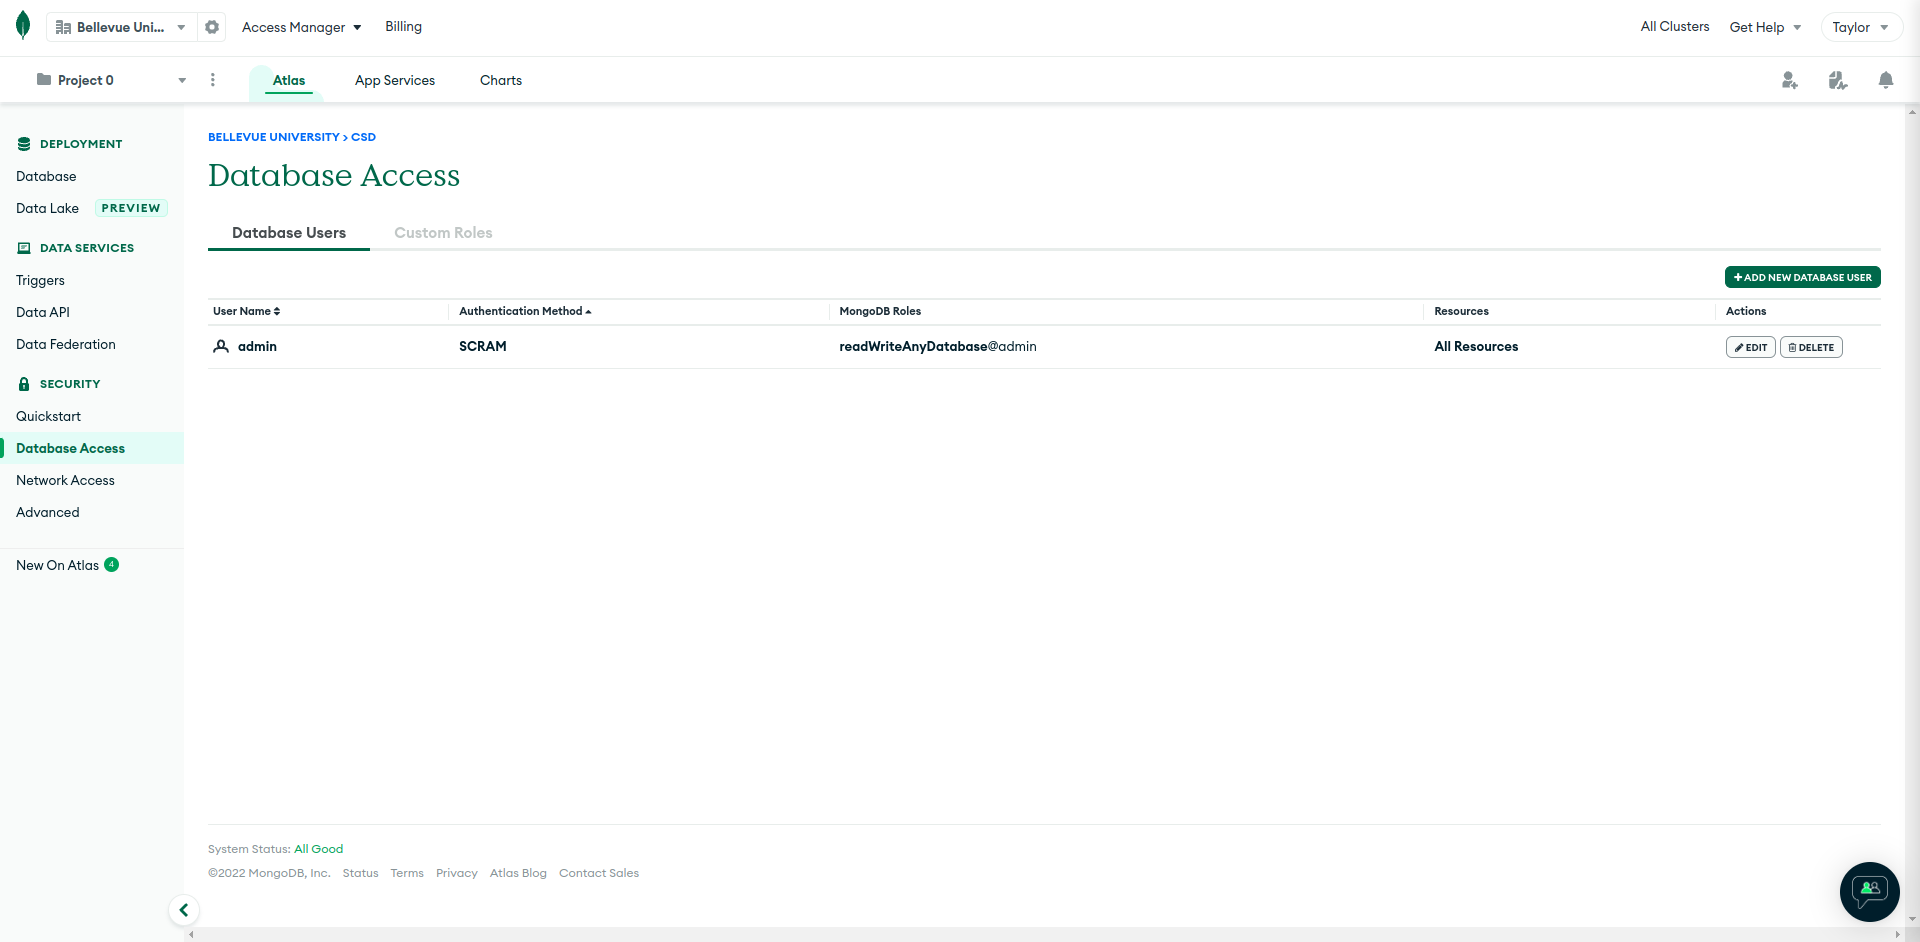 Bellevue Uni...
Access Manager
Billing
All Clusters
Get Help
Taylor
Project 0
Atlas
App Services
Charts
DEPLOYMENT
Database
Data Lake PREVIEW
DATA SERVICES
Triggers
Data API
Data Federation
SECURITY
Quickstart
Database Access
Network Access
Advanced
New On Atlas 4
BELLEVUE UNIVERSITY > CSD
Database Access
Database Users
Custom Roles
+ ADD NEW DATABASE USER
User Name
Authentication Method
MongoDB Roles
Resources
Actions
admin
SCRAM
readWriteAnyDatabase@admin
All Resources
EDIT
DELETE
System Status: All Good
©2022 MongoDB, Inc. Status Terms Privacy Atlas Blog Contact Sales